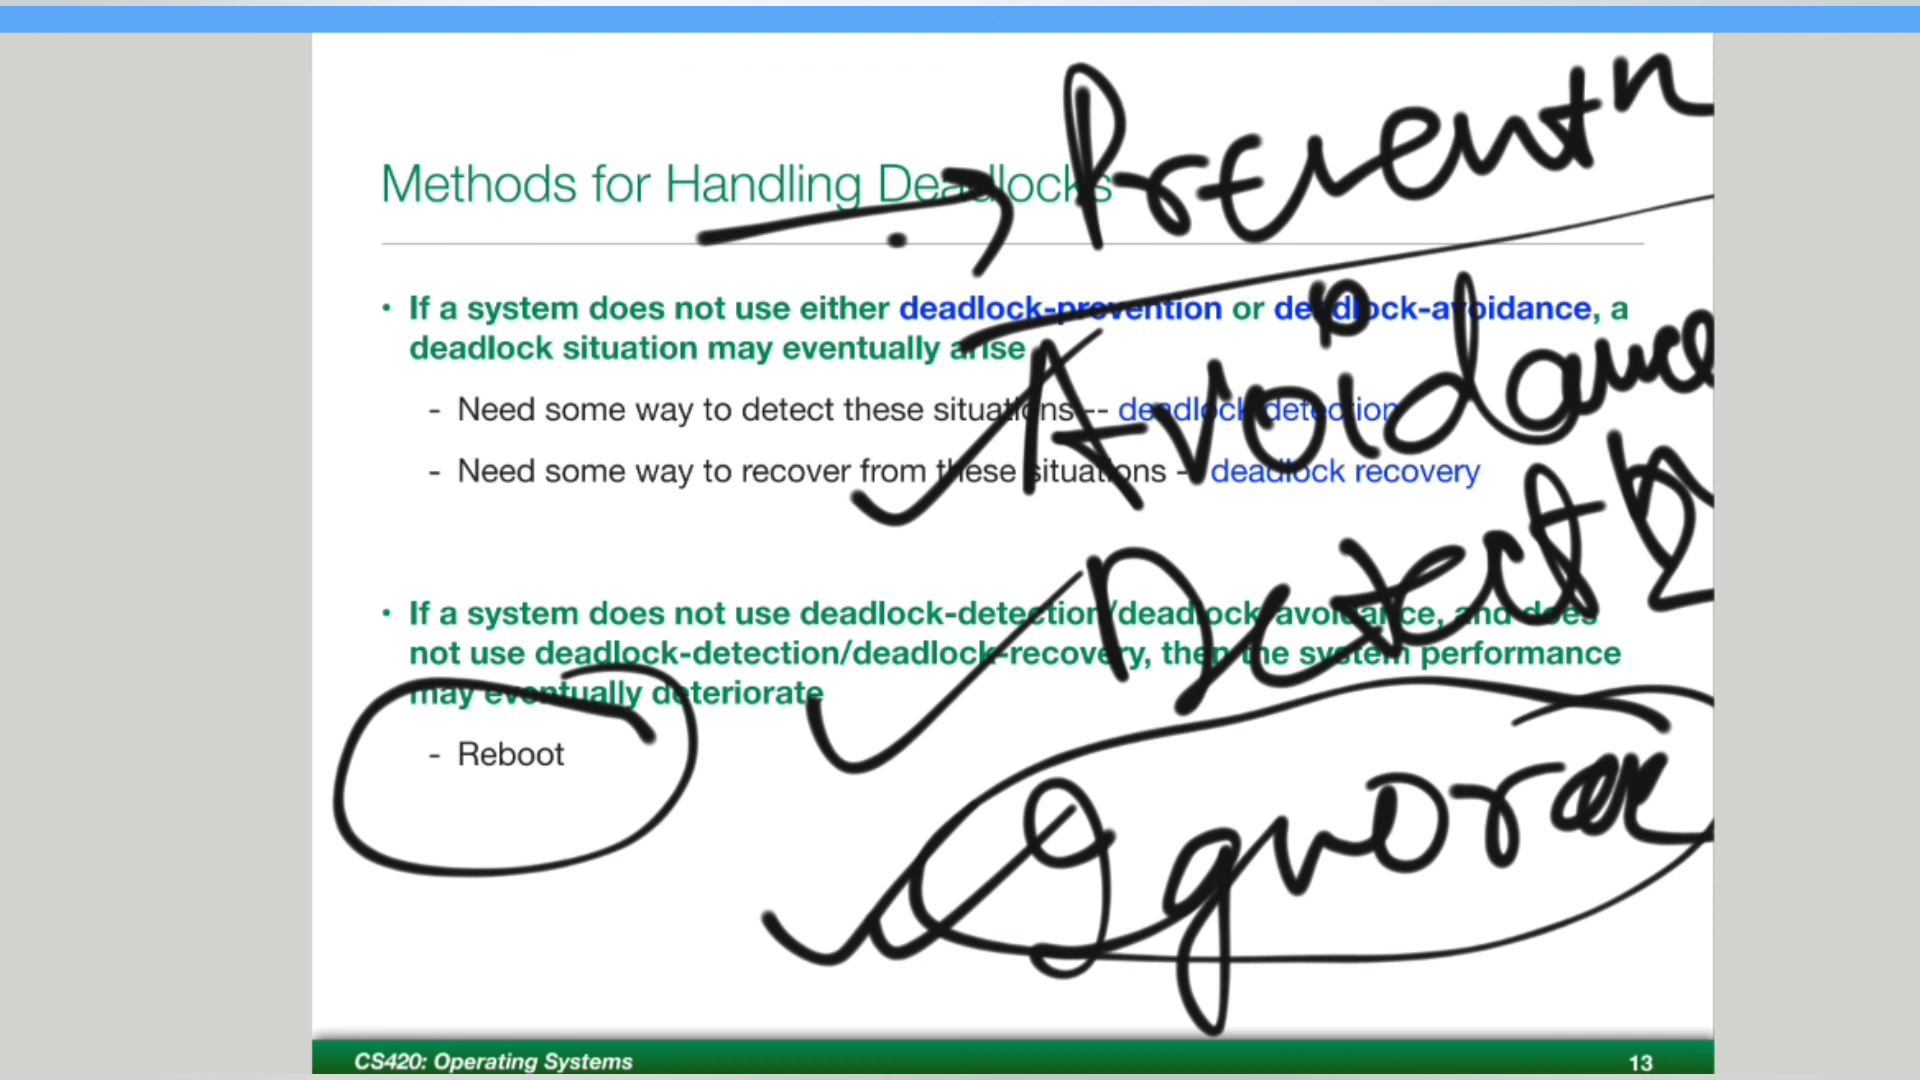 Methods for Handling Deadlocks
• If a system does not use either deadlock-prevention or deadlock-avoidance, a
deadlock situation may eventually arise
- Need some way to detect these situations -- deadlock detection
- Need some way to recover from these situations -- deadlock recovery
• If a system does not use deadlock-detection/deadlock-avoidance, and does
not use deadlock-detection/deadlock-recovery, then the system performance
may eventually deteriorate
- Reboot
Avoidance
Detect
CS420: Operating Systems
13